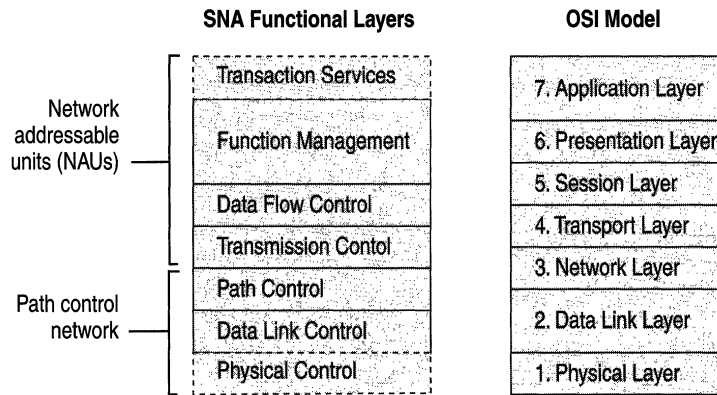 SNA Functional Layers
OSI Model
Network
addressable
units (NAUs)
Path control
network
Transaction Services
Function Management
Data Flow Control
Transmission Contol
Path Control
Data Link Control
Physical Control
7. Application Layer
6. Presentation Layer
5. Session Layer
4. Transport Layer
3. Network Layer
2. Data Link Layer
1. Physical Layer